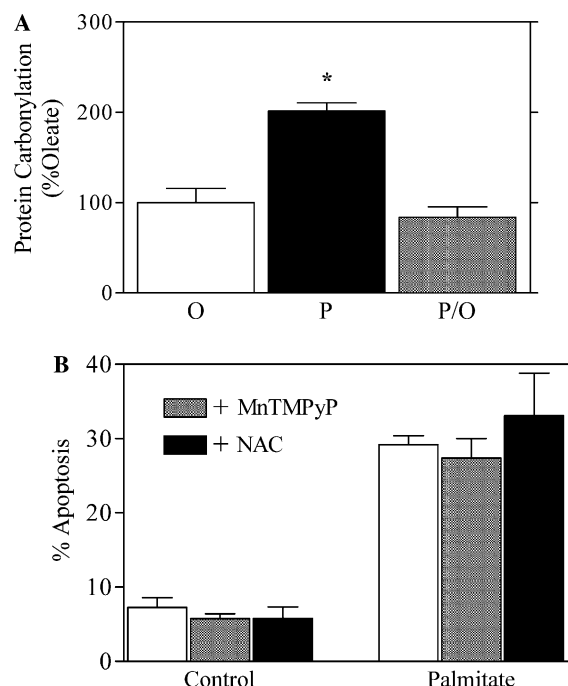 A
Protein Carbonylation
(%Oleate)
300
200
100
0
*
O P P/O
B
% Apoptosis
40
30
20
10
0
+ MnTMPyP
+ NAC
Control Palmitate